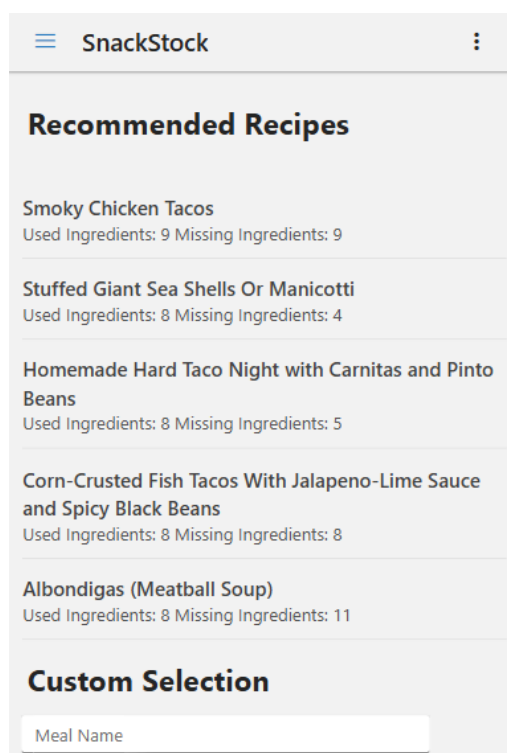 SnackStock
Recommended Recipes
Smoky Chicken Tacos
Used Ingredients: 9 Missing Ingredients: 9
Stuffed Giant Sea Shells Or Manicotti
Used Ingredients: 8 Missing Ingredients: 4
Homemade Hard Taco Night with Carnitas and Pinto
Beans
Used Ingredients: 8 Missing Ingredients: 5
Corn-Crusted Fish Tacos With Jalapeno-Lime Sauce
and Spicy Black Beans
Used Ingredients: 8 Missing Ingredients: 8
Albondigas (Meatball Soup)
Used Ingredients: 8 Missing Ingredients: 11
Custom Selection
Meal Name